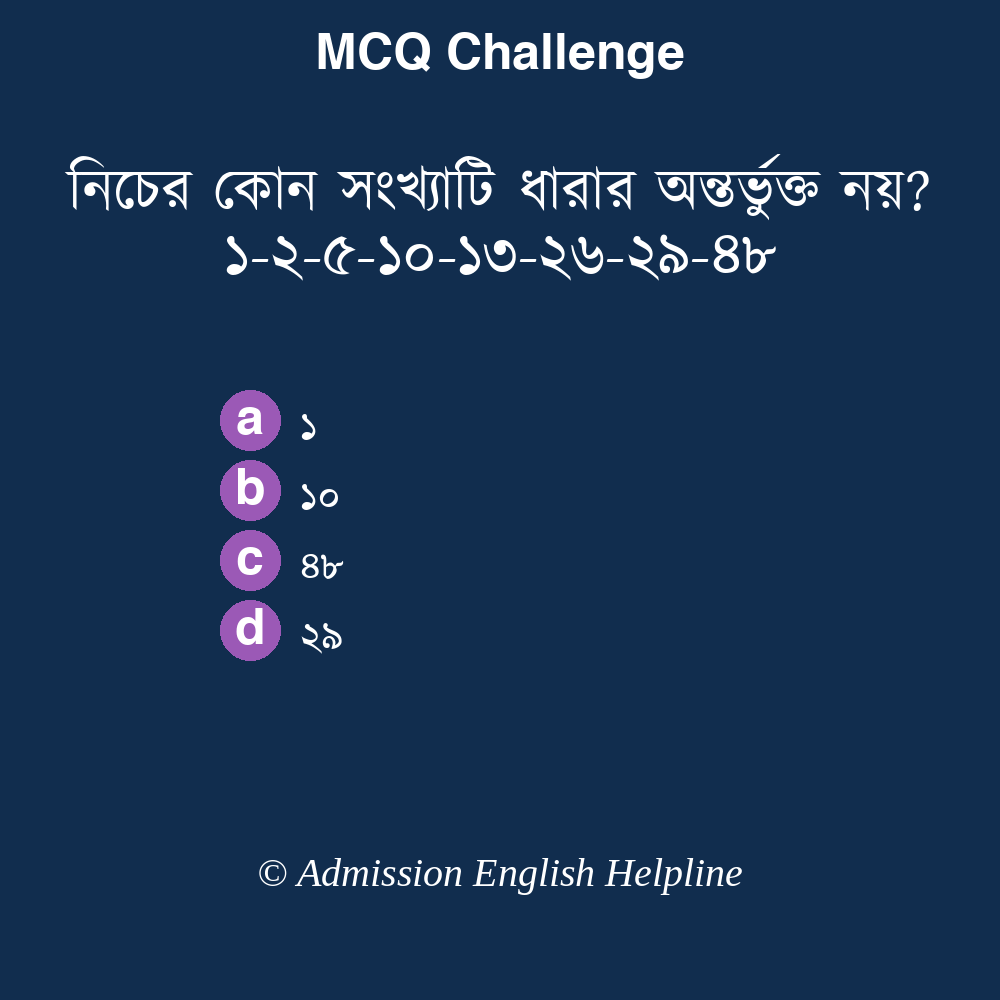 MCQ Challenge
নিচের কোন সংখ্যাটি ধারার অন্তর্ভুক্ত নয়?
১-২-৫-১০-১৩-২৬-২৯-৪৮
a ১
b ১০
c ৪৮
d ২৯
© Admission English Helpline